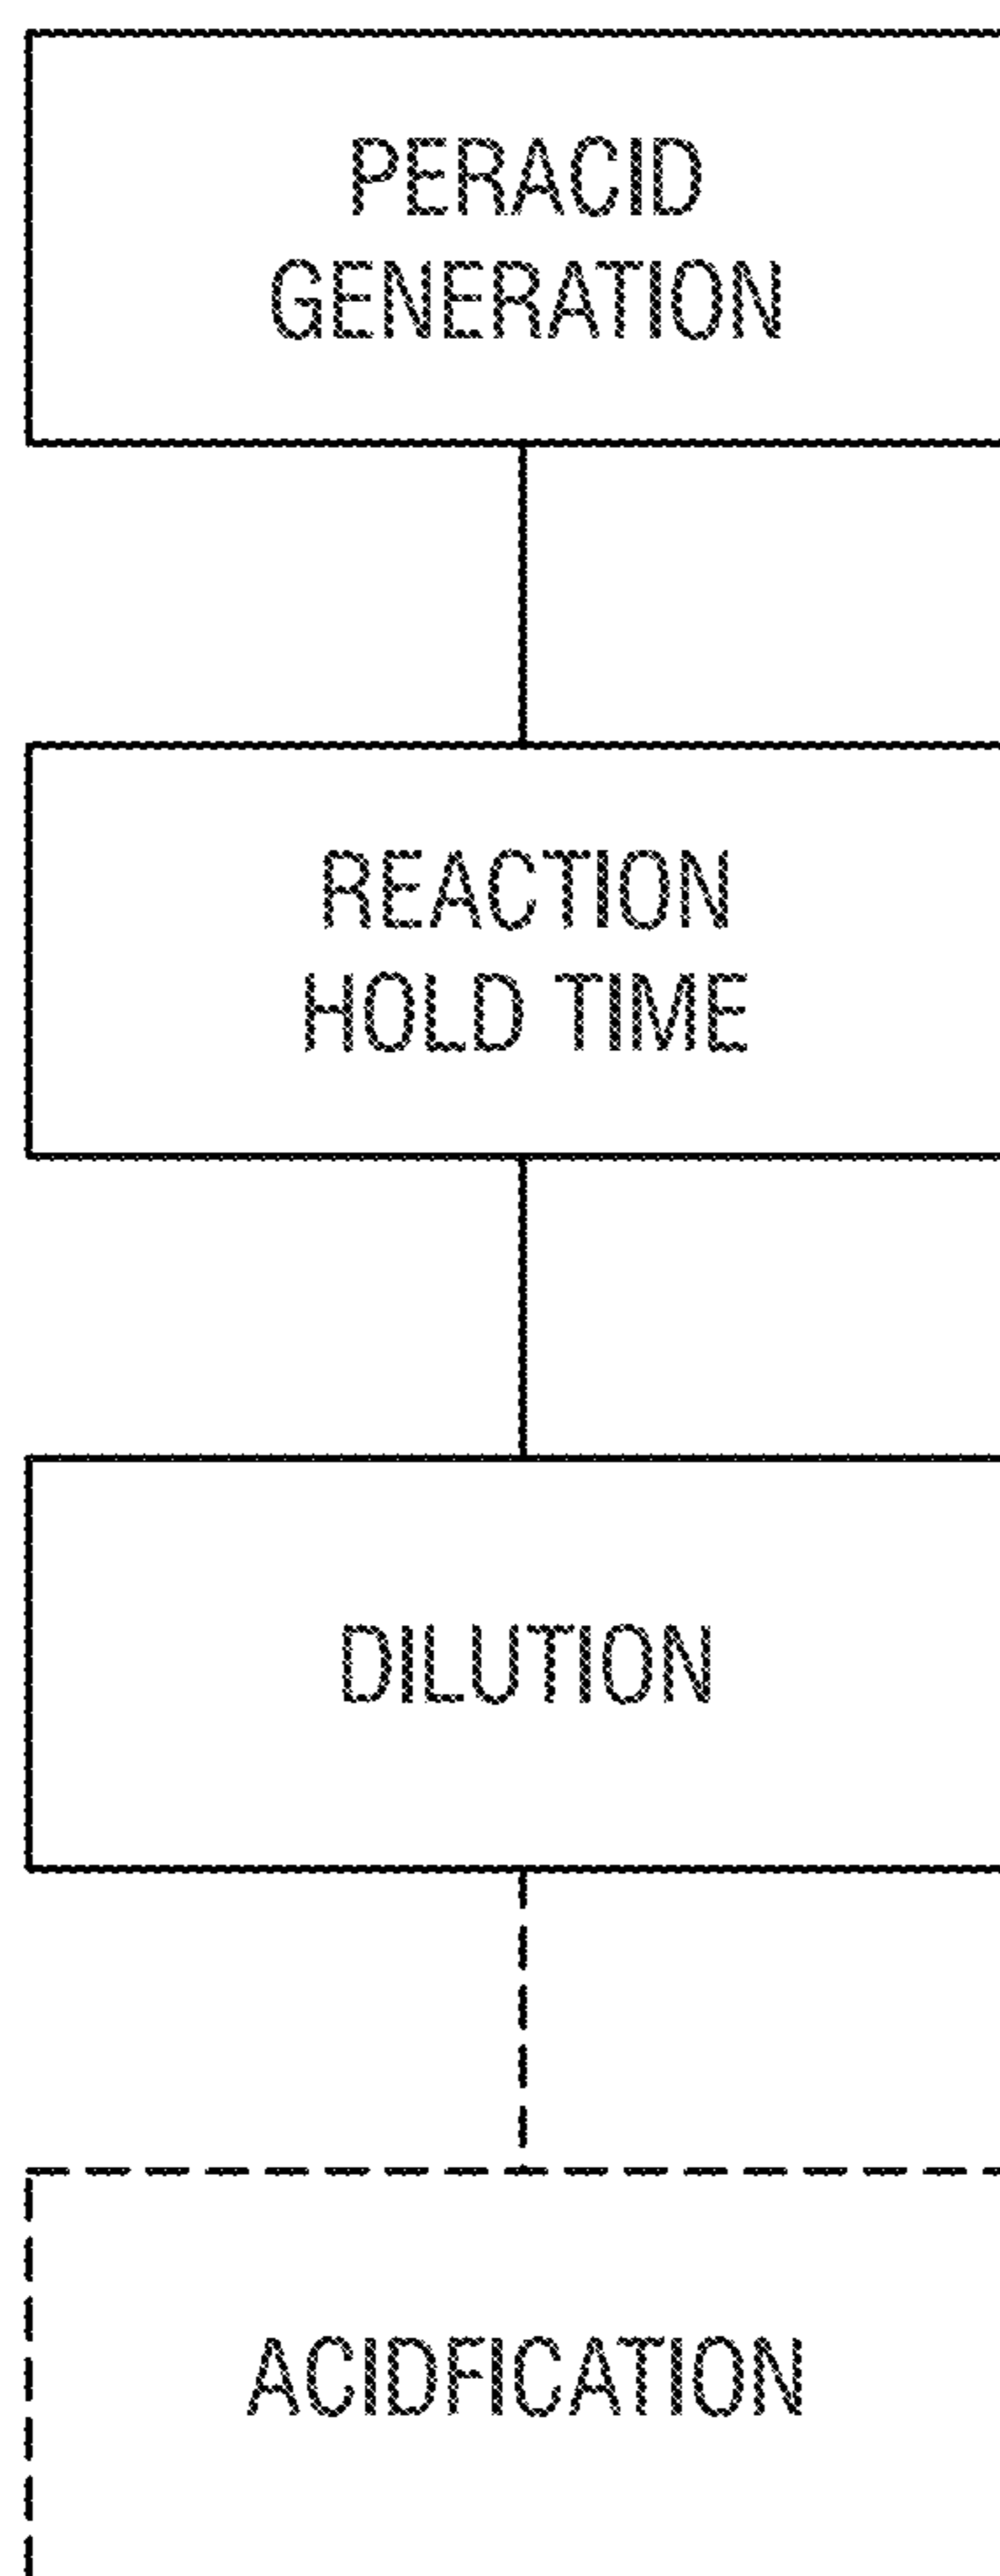 PERACID
GENERATION
REACTION
HOLD TIME
DILUTION
ACIDFICATION